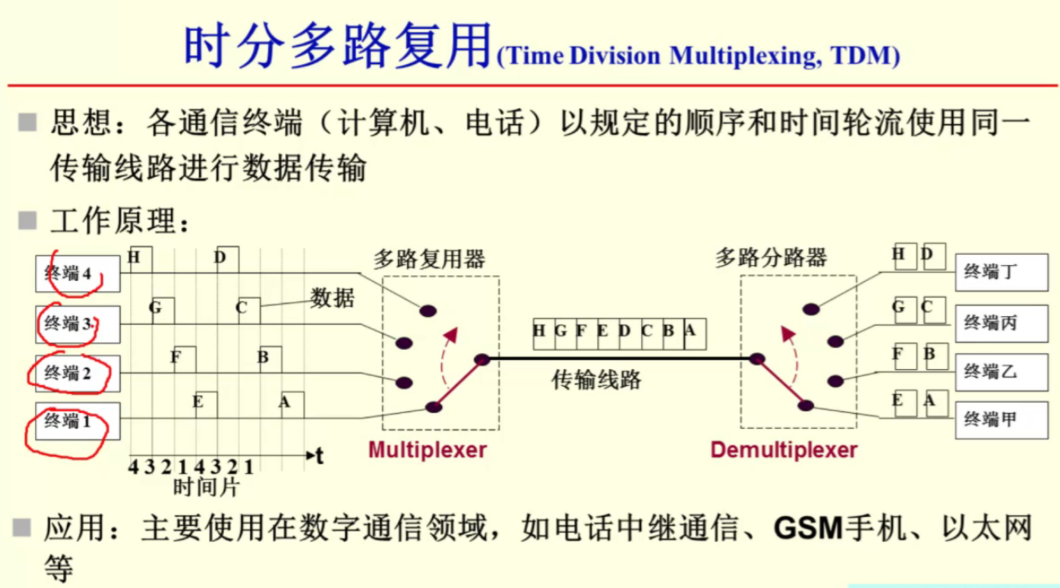 时分多路复用(Time Division Multiplexing, TDM)
思想：各通信终端（计算机、电话）以规定的顺序和时间轮流使用同一
传输线路进行数据传输
工作原理：
终端4
H
D
终端3
G
C
数据
终端2
F
B
终端1
E
A
4 3 2 1 4 3 2 1
t
时间片
多路复用器
Multiplexer
H G F E D C B A
传输线路
多路分路器
Demultiplexer
H D
终端丁
G C
终端丙
F B
终端乙
E A
终端甲
应用：主要使用在数字通信领域，如电话中继通信、GSM手机、以太网
等